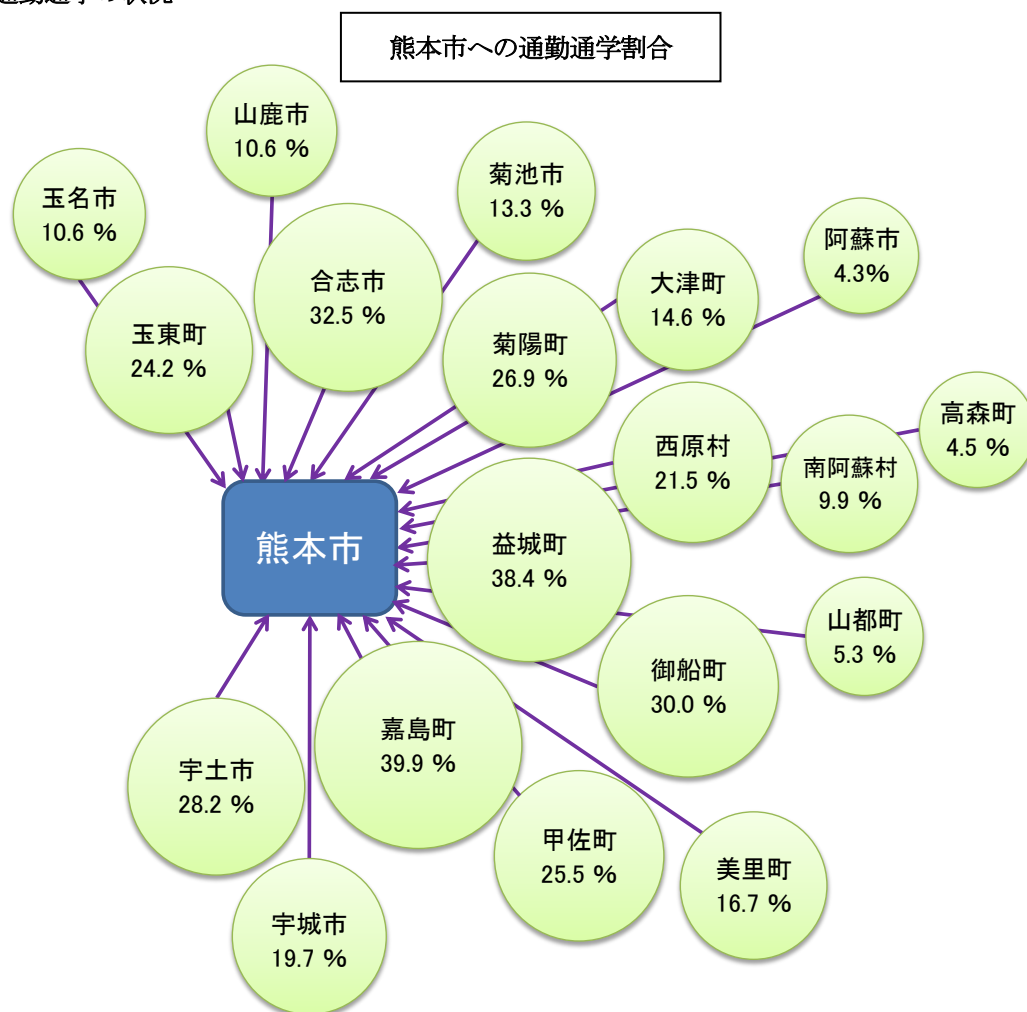 熊本市への通勤通学割合
山鹿市
10.6 %
菊池市
13.3 %
玉名市
10.6 %
阿蘇市
4.3%
合志市
32.5 %
大津町
14.6 %
玉東町
24.2 %
菊陽町
26.9 %
高森町
4.5 %
西原村
21.5 %
南阿蘇村
9.9 %
熊本市
益城町
38.4 %
山都町
5.3 %
御船町
30.0 %
嘉島町
39.9 %
宇土市
28.2 %
甲佐町
25.5 %
美里町
16.7 %
宇城市
19.7 %